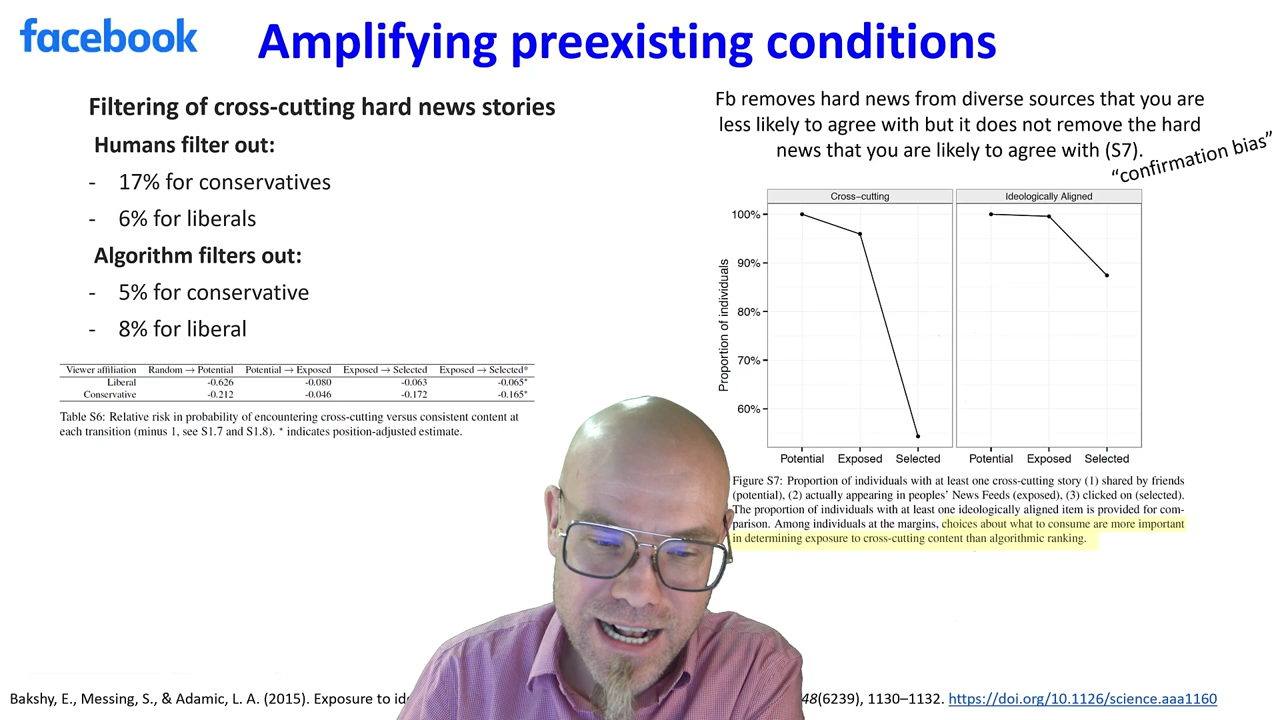 facebook
Amplifying preexisting conditions
Filtering of cross-cutting hard news stories
Humans filter out:
- 17% for conservatives
- 6% for liberals
Algorithm filters out:
- 5% for conservative
- 8% for liberal
Viewer affiliation Random → Potential Potential → Exposed Exposed → Selected Exposed → Selected*
Liberal -0.626 -0.080 -0.063 -0.065*
Conservative -0.212 -0.046 -0.172 -0.165*
Table S6: Relative risk in probability of encountering cross-cutting versus consistent content at
each transition (minus 1, see S1.7 and S1.8). * indicates position-adjusted estimate.
Fb removes hard news from diverse sources that you are
less likely to agree with but it does not remove the hard
news that you are likely to agree with (S7).
“confirmation bias”
Cross−cutting Ideologically Aligned
100%
90%
80%
70%
60%
Proportion of individuals
Potential Exposed Selected Potential Exposed Selected
Figure S7: Proportion of individuals with at least one cross-cutting story (1) shared by friends
(potential), (2) actually appearing in peoples’ News Feeds (exposed), (3) clicked on (selected).
The proportion of individuals with at least one ideologically aligned item is provided for com-
parison. Among individuals at the margins, choices about what to consume are more important
in determining exposure to cross-cutting content than algorithmic ranking.
Bakshy, E., Messing, S., & Adamic, L. A. (2015). Exposure to 48(6239), 1130–1132. https://doi.org/10.1126/science.aaa1160